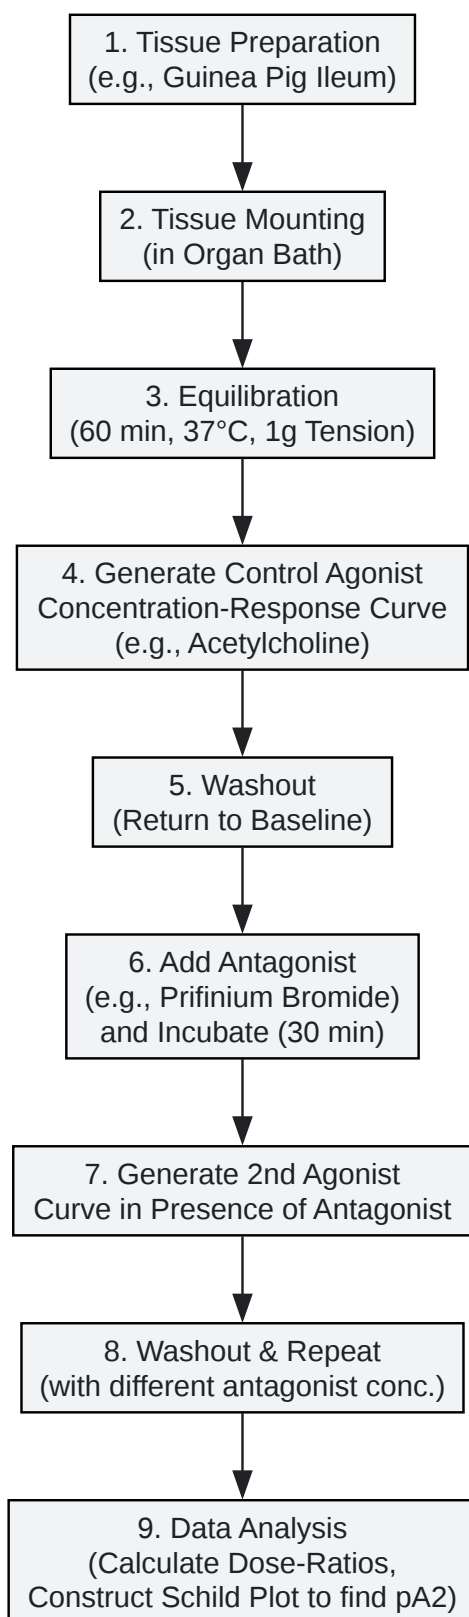 1. Tissue Preparation
(e.g., Guinea Pig Ileum)
2. Tissue Mounting
(in Organ Bath)
3. Equilibration
(60 min, 37°C, 1g Tension)
4. Generate Control Agonist
Concentration-Response Curve
(e.g., Acetylcholine)
5. Washout
(Return to Baseline)
6. Add Antagonist
(e.g., Prifinium Bromide)
and Incubate (30 min)
7. Generate 2nd Agonist
Curve in Presence of Antagonist
8. Washout & Repeat
(with different antagonist conc.)
9. Data Analysis
(Calculate Dose-Ratios,
Construct Schild Plot to find pA2)